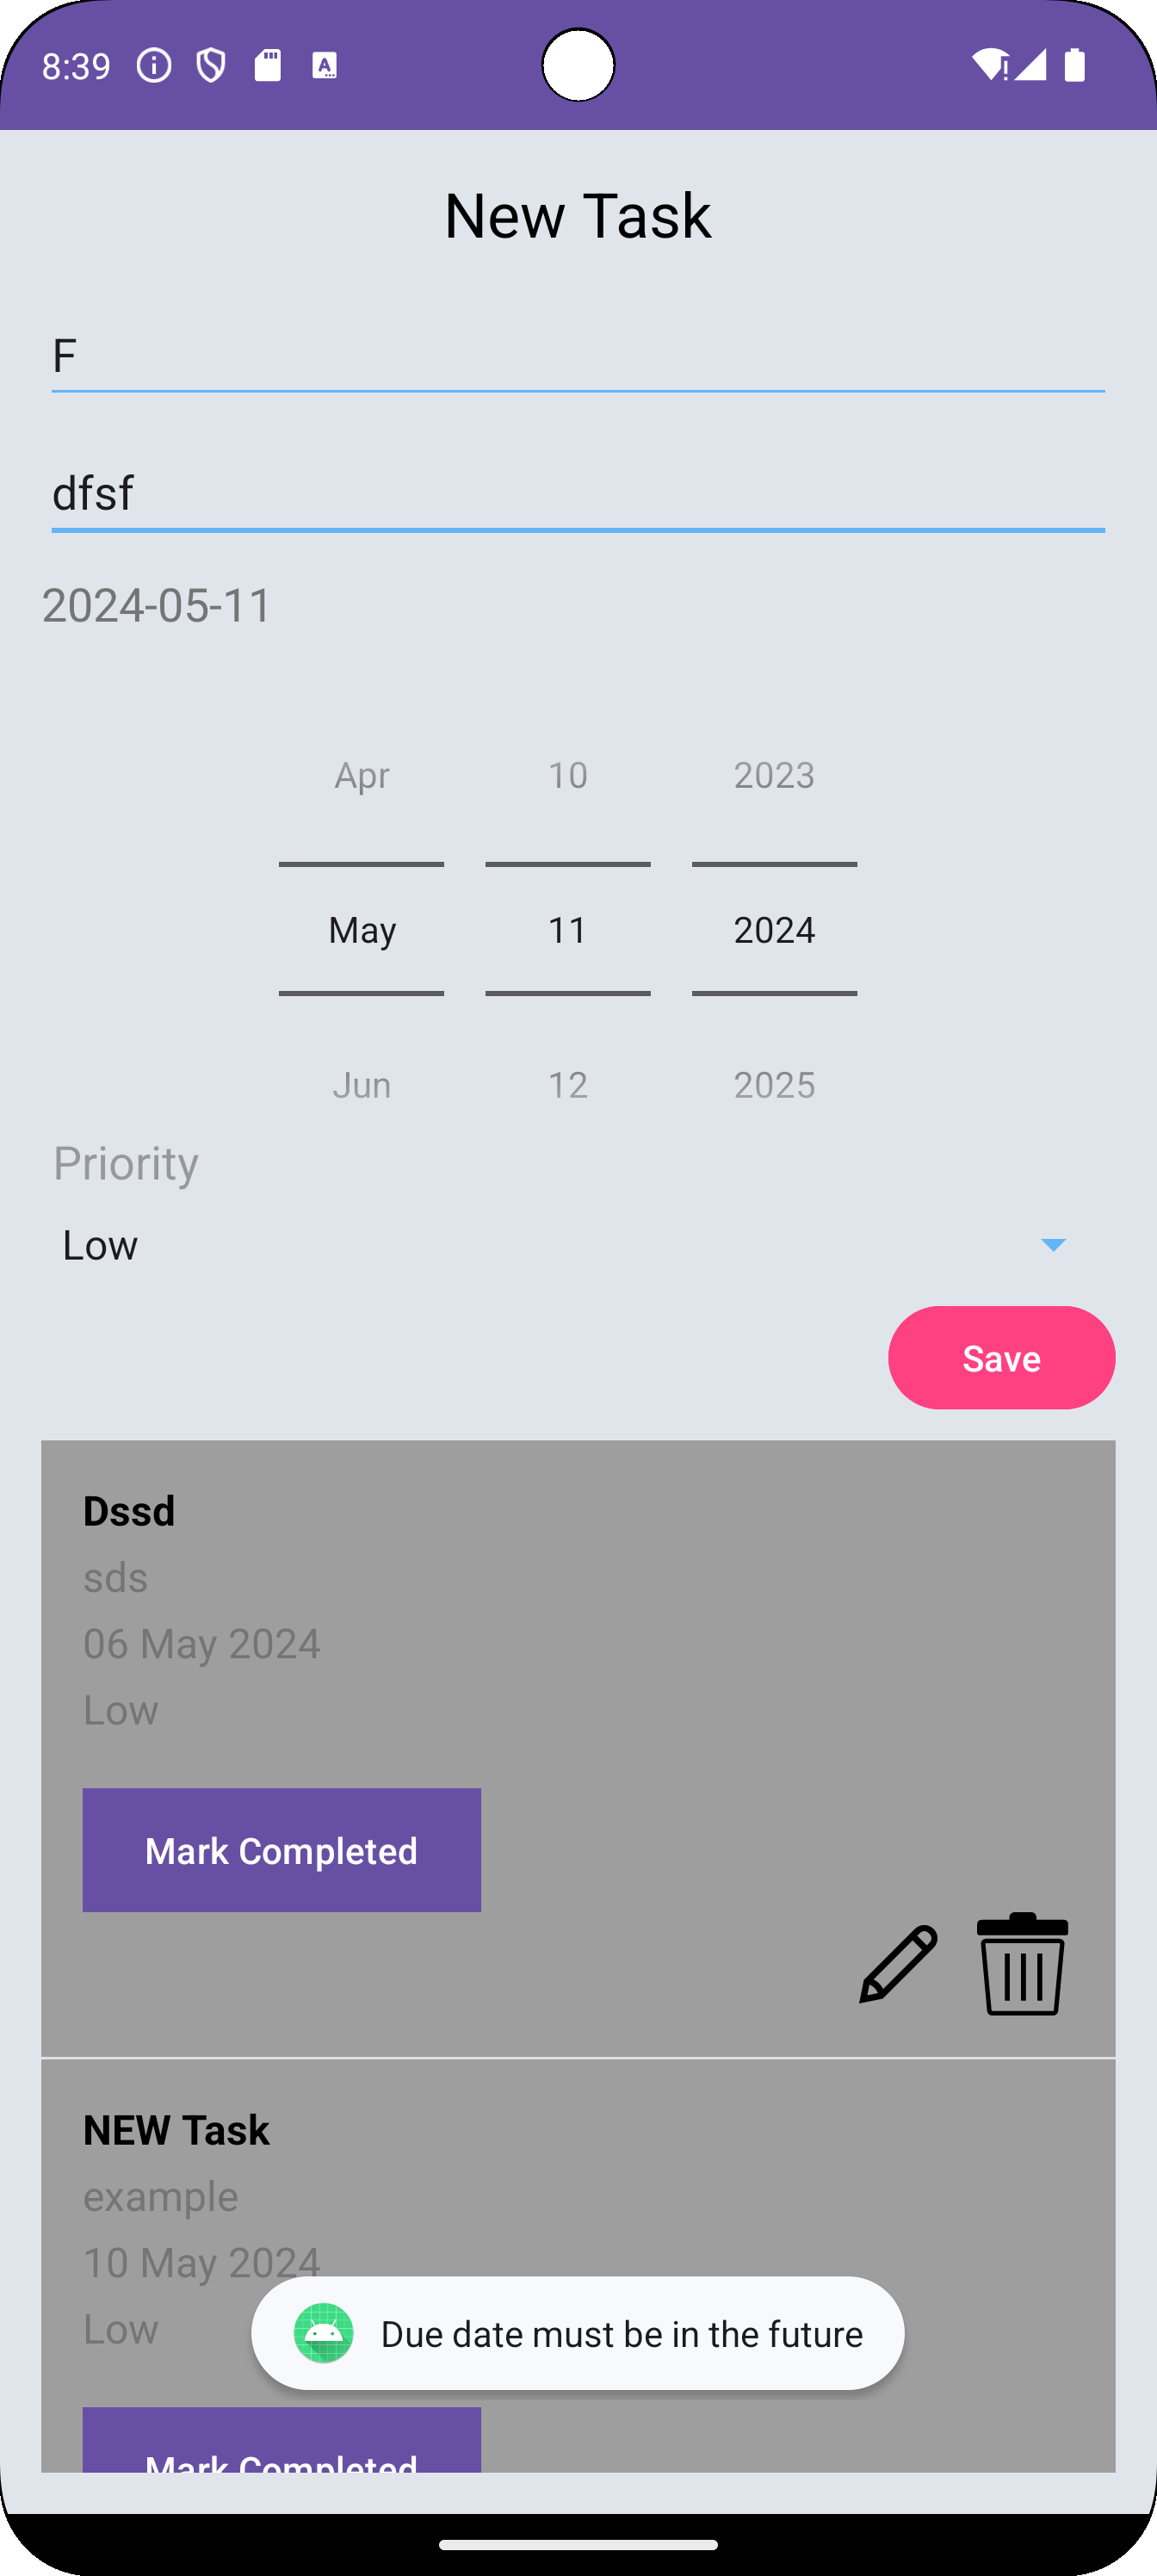 8:39
New Task
F
dfsf
2024-05-11
Apr 10 2023
May 11 2024
Jun 12 2025
Priority
Low
Save
Dssd
sds
06 May 2024
Low
Mark Completed
NEW Task
example
10 May 2024
Low
Due date must be in the future
Mark Completed